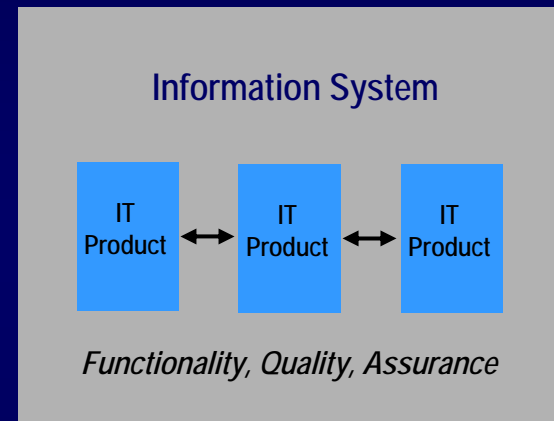 Information System
IT
Product
IT
Product
IT
Product
Functionality, Quality, Assurance